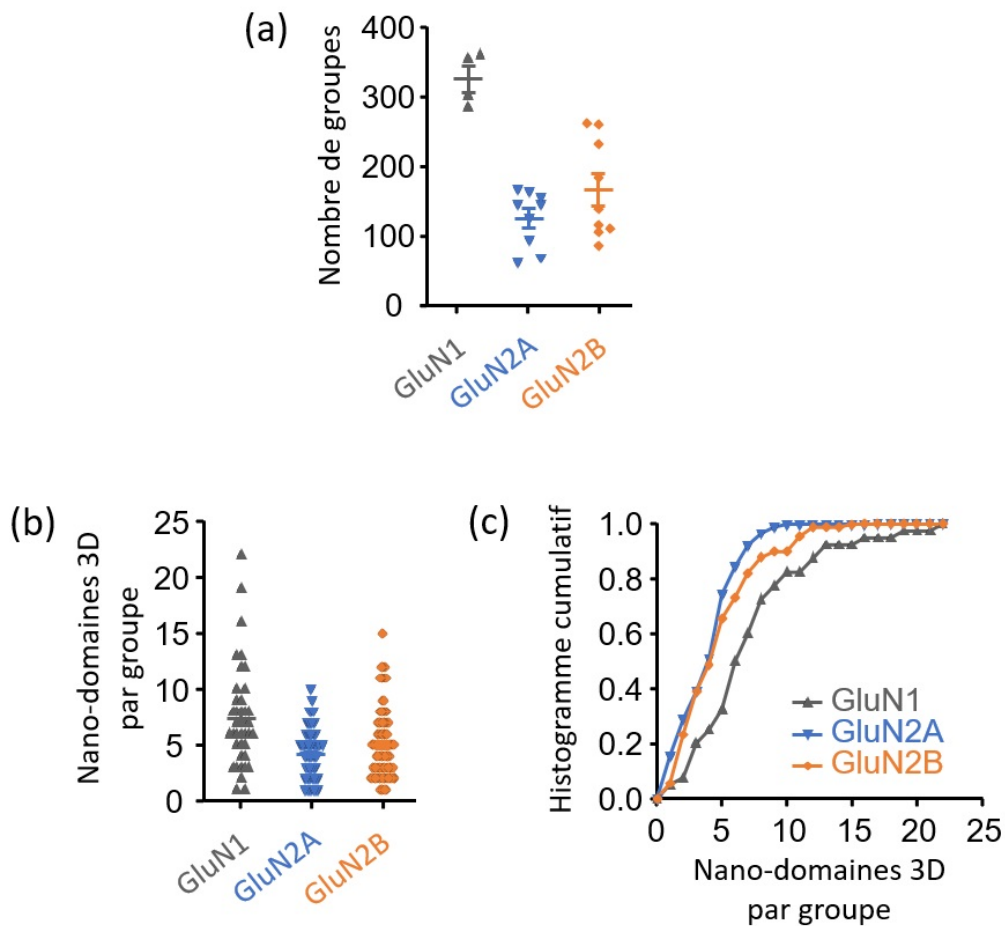 (a)
Nombre de groupes
400
300
200
100
0
GluN1
GluN2A
GluN2B
(b)
Nano-domaines 3D
par groupe
25
20
15
10
5
0
GluN1
GluN2A
GluN2B
(c)
Histogramme cumulatif
1.0
0.8
0.6
0.4
0.2
0.0
GluN1
GluN2A
GluN2B
0 5 10 15 20 25
Nano-domaines 3D
par groupe